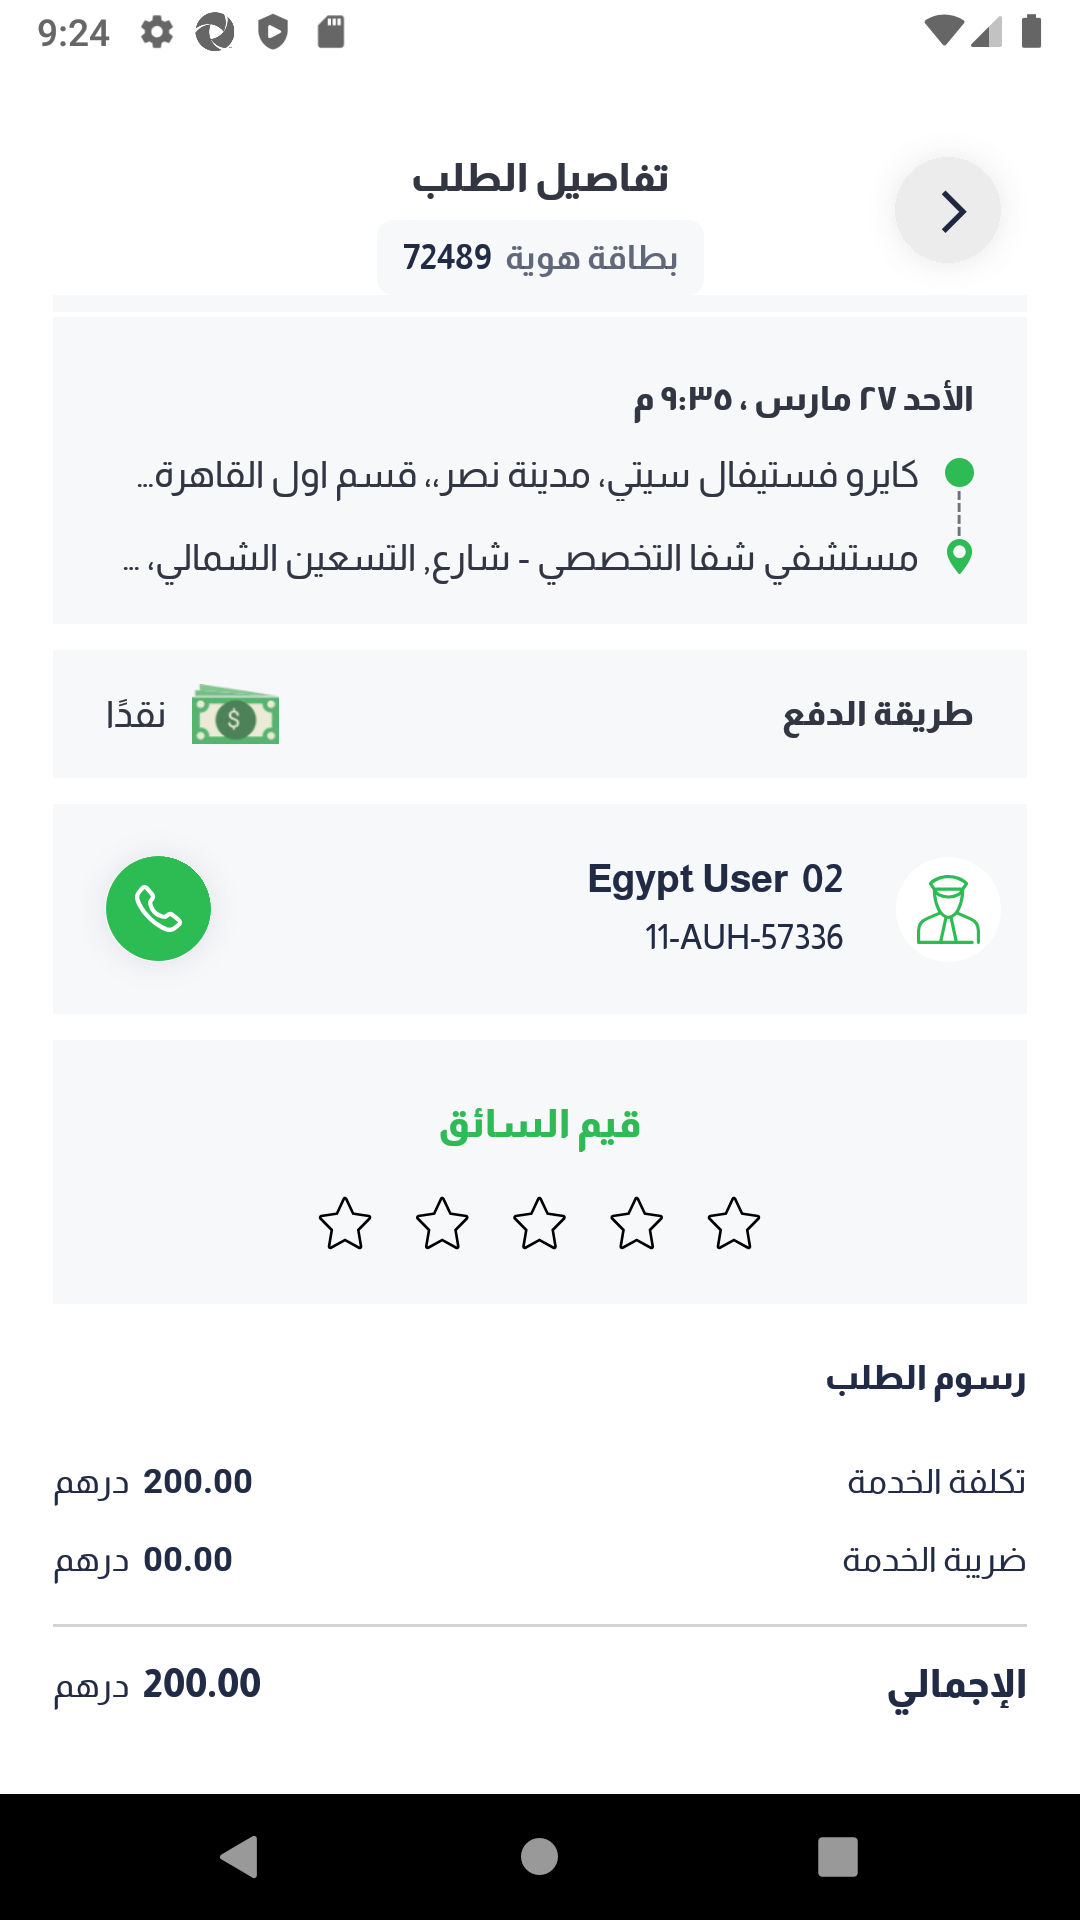 9:24
تفاصيل الطلب
بطاقة هوية 72489
الأحد ٢٧ مارس ، ٩:٣٥ م
كايرو فستيفال سيتي، مدينة نصر،، قسم اول القاهرة...
مستشفي شفا التخصصي - شارع, التسعين الشمالي، ...
طريقة الدفع
نقدًا
Egypt User 02
11-AUH-57336
قيم السائق
رسوم الطلب
تكلفة الخدمة
200.00 درهم
ضريبة الخدمة
00.00 درهم
الإجمالي
200.00 درهم